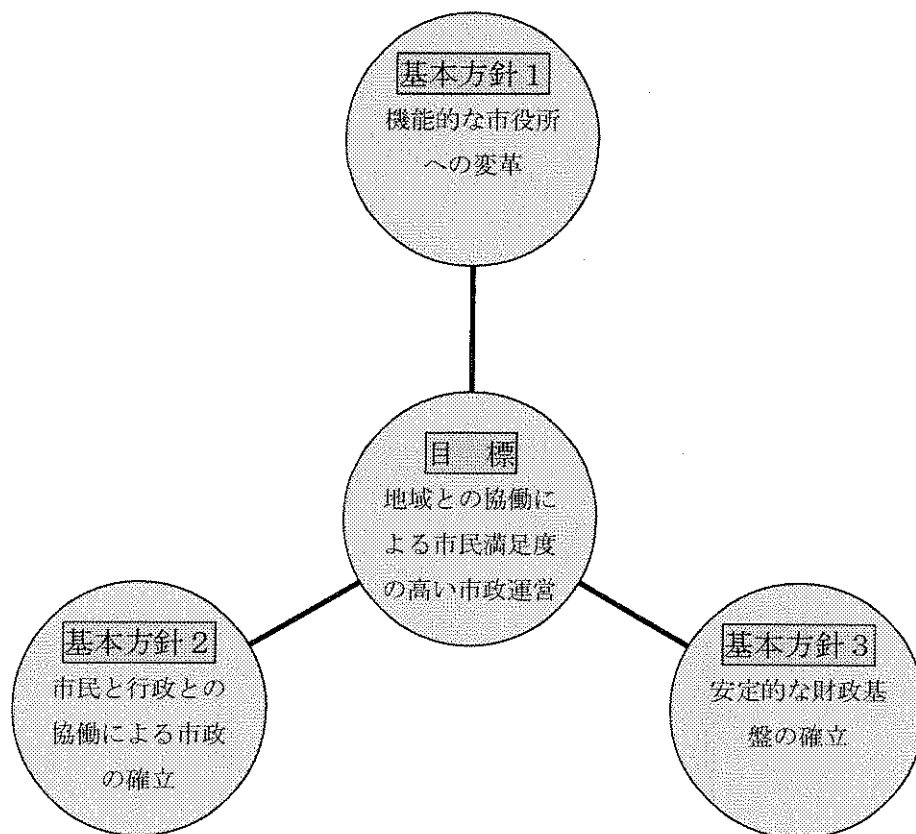 基本方針1
機能的な市役所
への変革
目　標
地域との協働に
よる市民満足度
の高い市政運営
基本方針2
市民と行政との
協働による市政
の確立
基本方針3
安定的な財政基
盤の確立